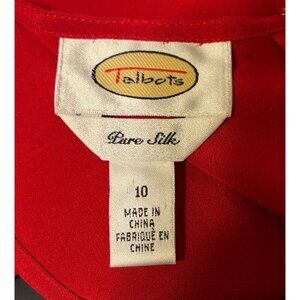 Talbots
Pure Silk
10
MADE IN
CHINA
FABRIQUÉ EN
CHINE